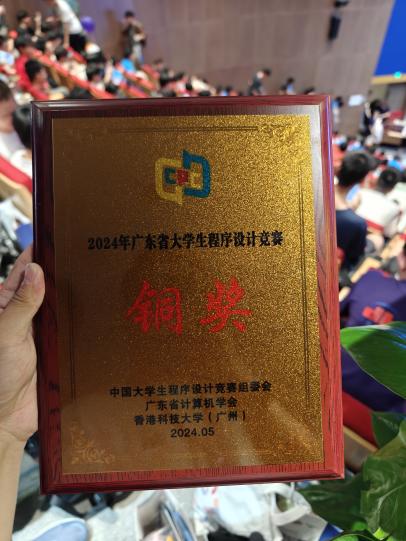 2024年广东省大学生程序设计竞赛
铜奖
中国大学生程序设计竞赛组委会
广东省计算机学会
香港科技大学（广州）
2024.05